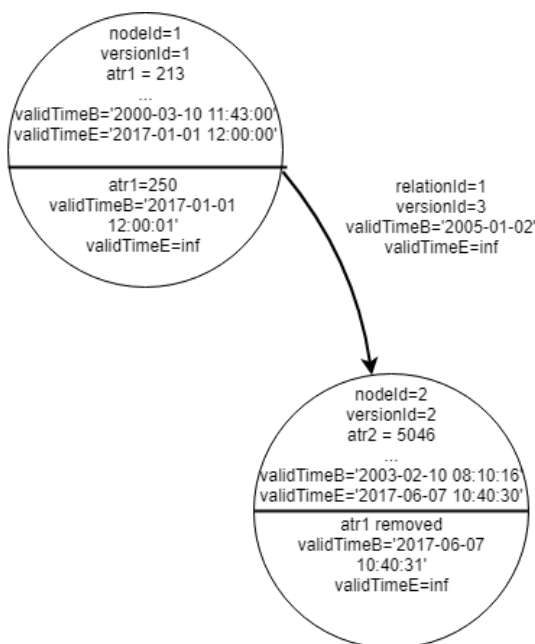 nodeId=1
versionId=1
atr1 = 213
...
validTimeB='2000-03-10 11:43:00'
validTimeE='2017-01-01 12:00:00'
atr1=250
validTimeB='2017-01-01
12:00:01'
validTimeE=inf
relationId=1
versionId=3
validTimeB='2005-01-02'
validTimeE=inf
nodeId=2
versionId=2
atr2 = 5046
...
validTimeB='2003-02-10 08:10:16'
validTimeE='2017-06-07 10:40:30'
atr1 removed
validTimeB='2017-06-07
10:40:31'
validTimeE=inf